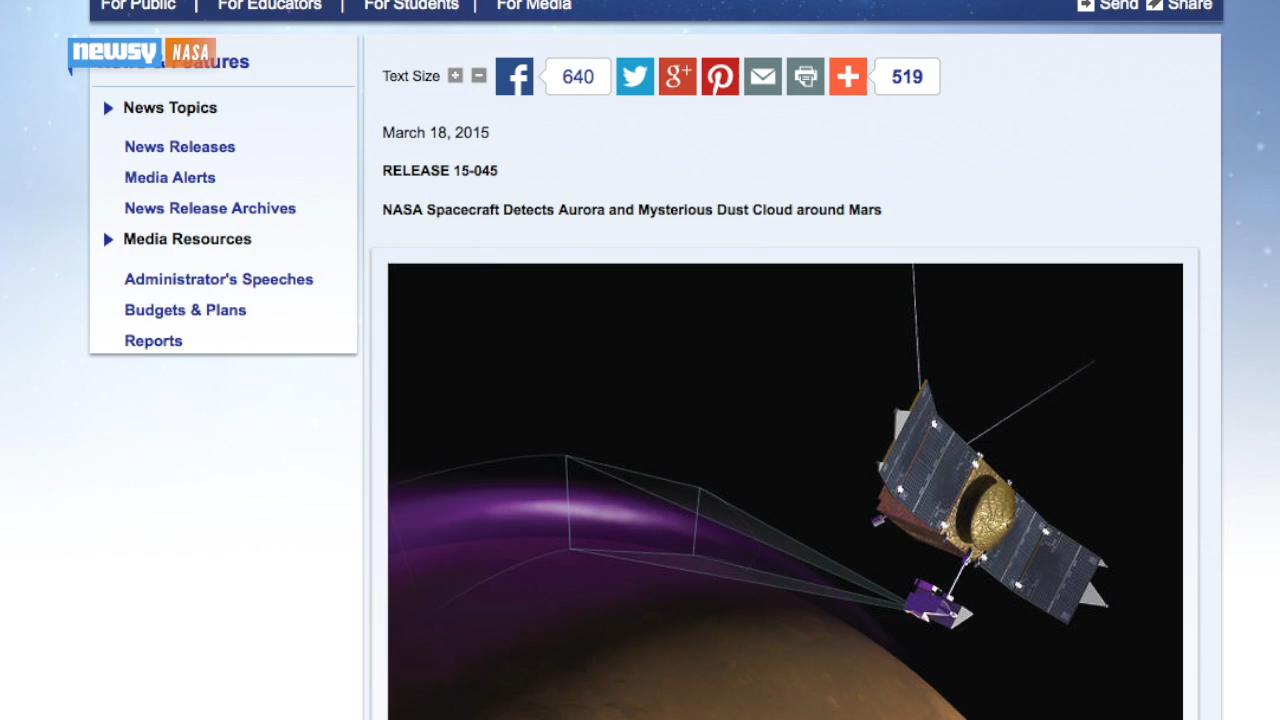 For Public | For Educators | For Students | For Media
Send Share
newsy NASA
News & Features
Text Size + -
640
g+
519
News Topics
News Releases
Media Alerts
News Release Archives
Media Resources
Administrator's Speeches
Budgets & Plans
Reports
March 18, 2015
RELEASE 15-045
NASA Spacecraft Detects Aurora and Mysterious Dust Cloud around Mars